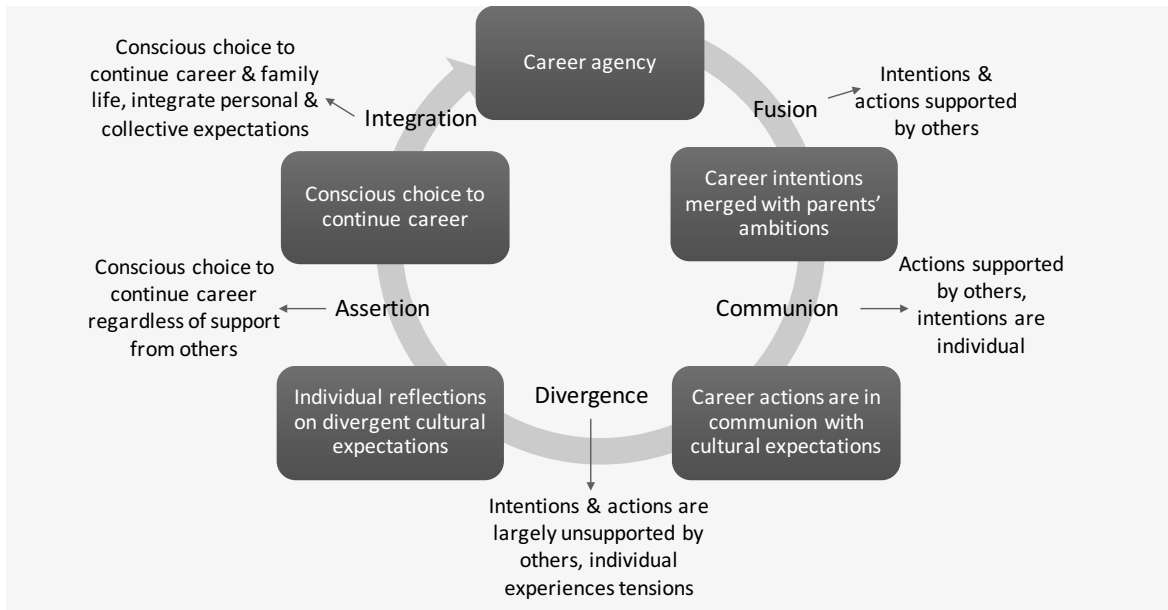 Career agency
Fusion
Intentions &
actions supported
by others
Career intentions
merged with parents’
ambitions
Communion
Actions supported
by others,
intentions are
individual
Career actions are in
communion with
cultural expectations
Divergence
Intentions & actions are
largely unsupported by
others, individual
experiences tensions
Individual reflections
on divergent cultural
expectations
Assertion
Conscious choice to
continue career
regardless of support
from others
Conscious choice to
continue career
Integration
Conscious choice to
continue career & family
life, integrate personal &
collective expectations